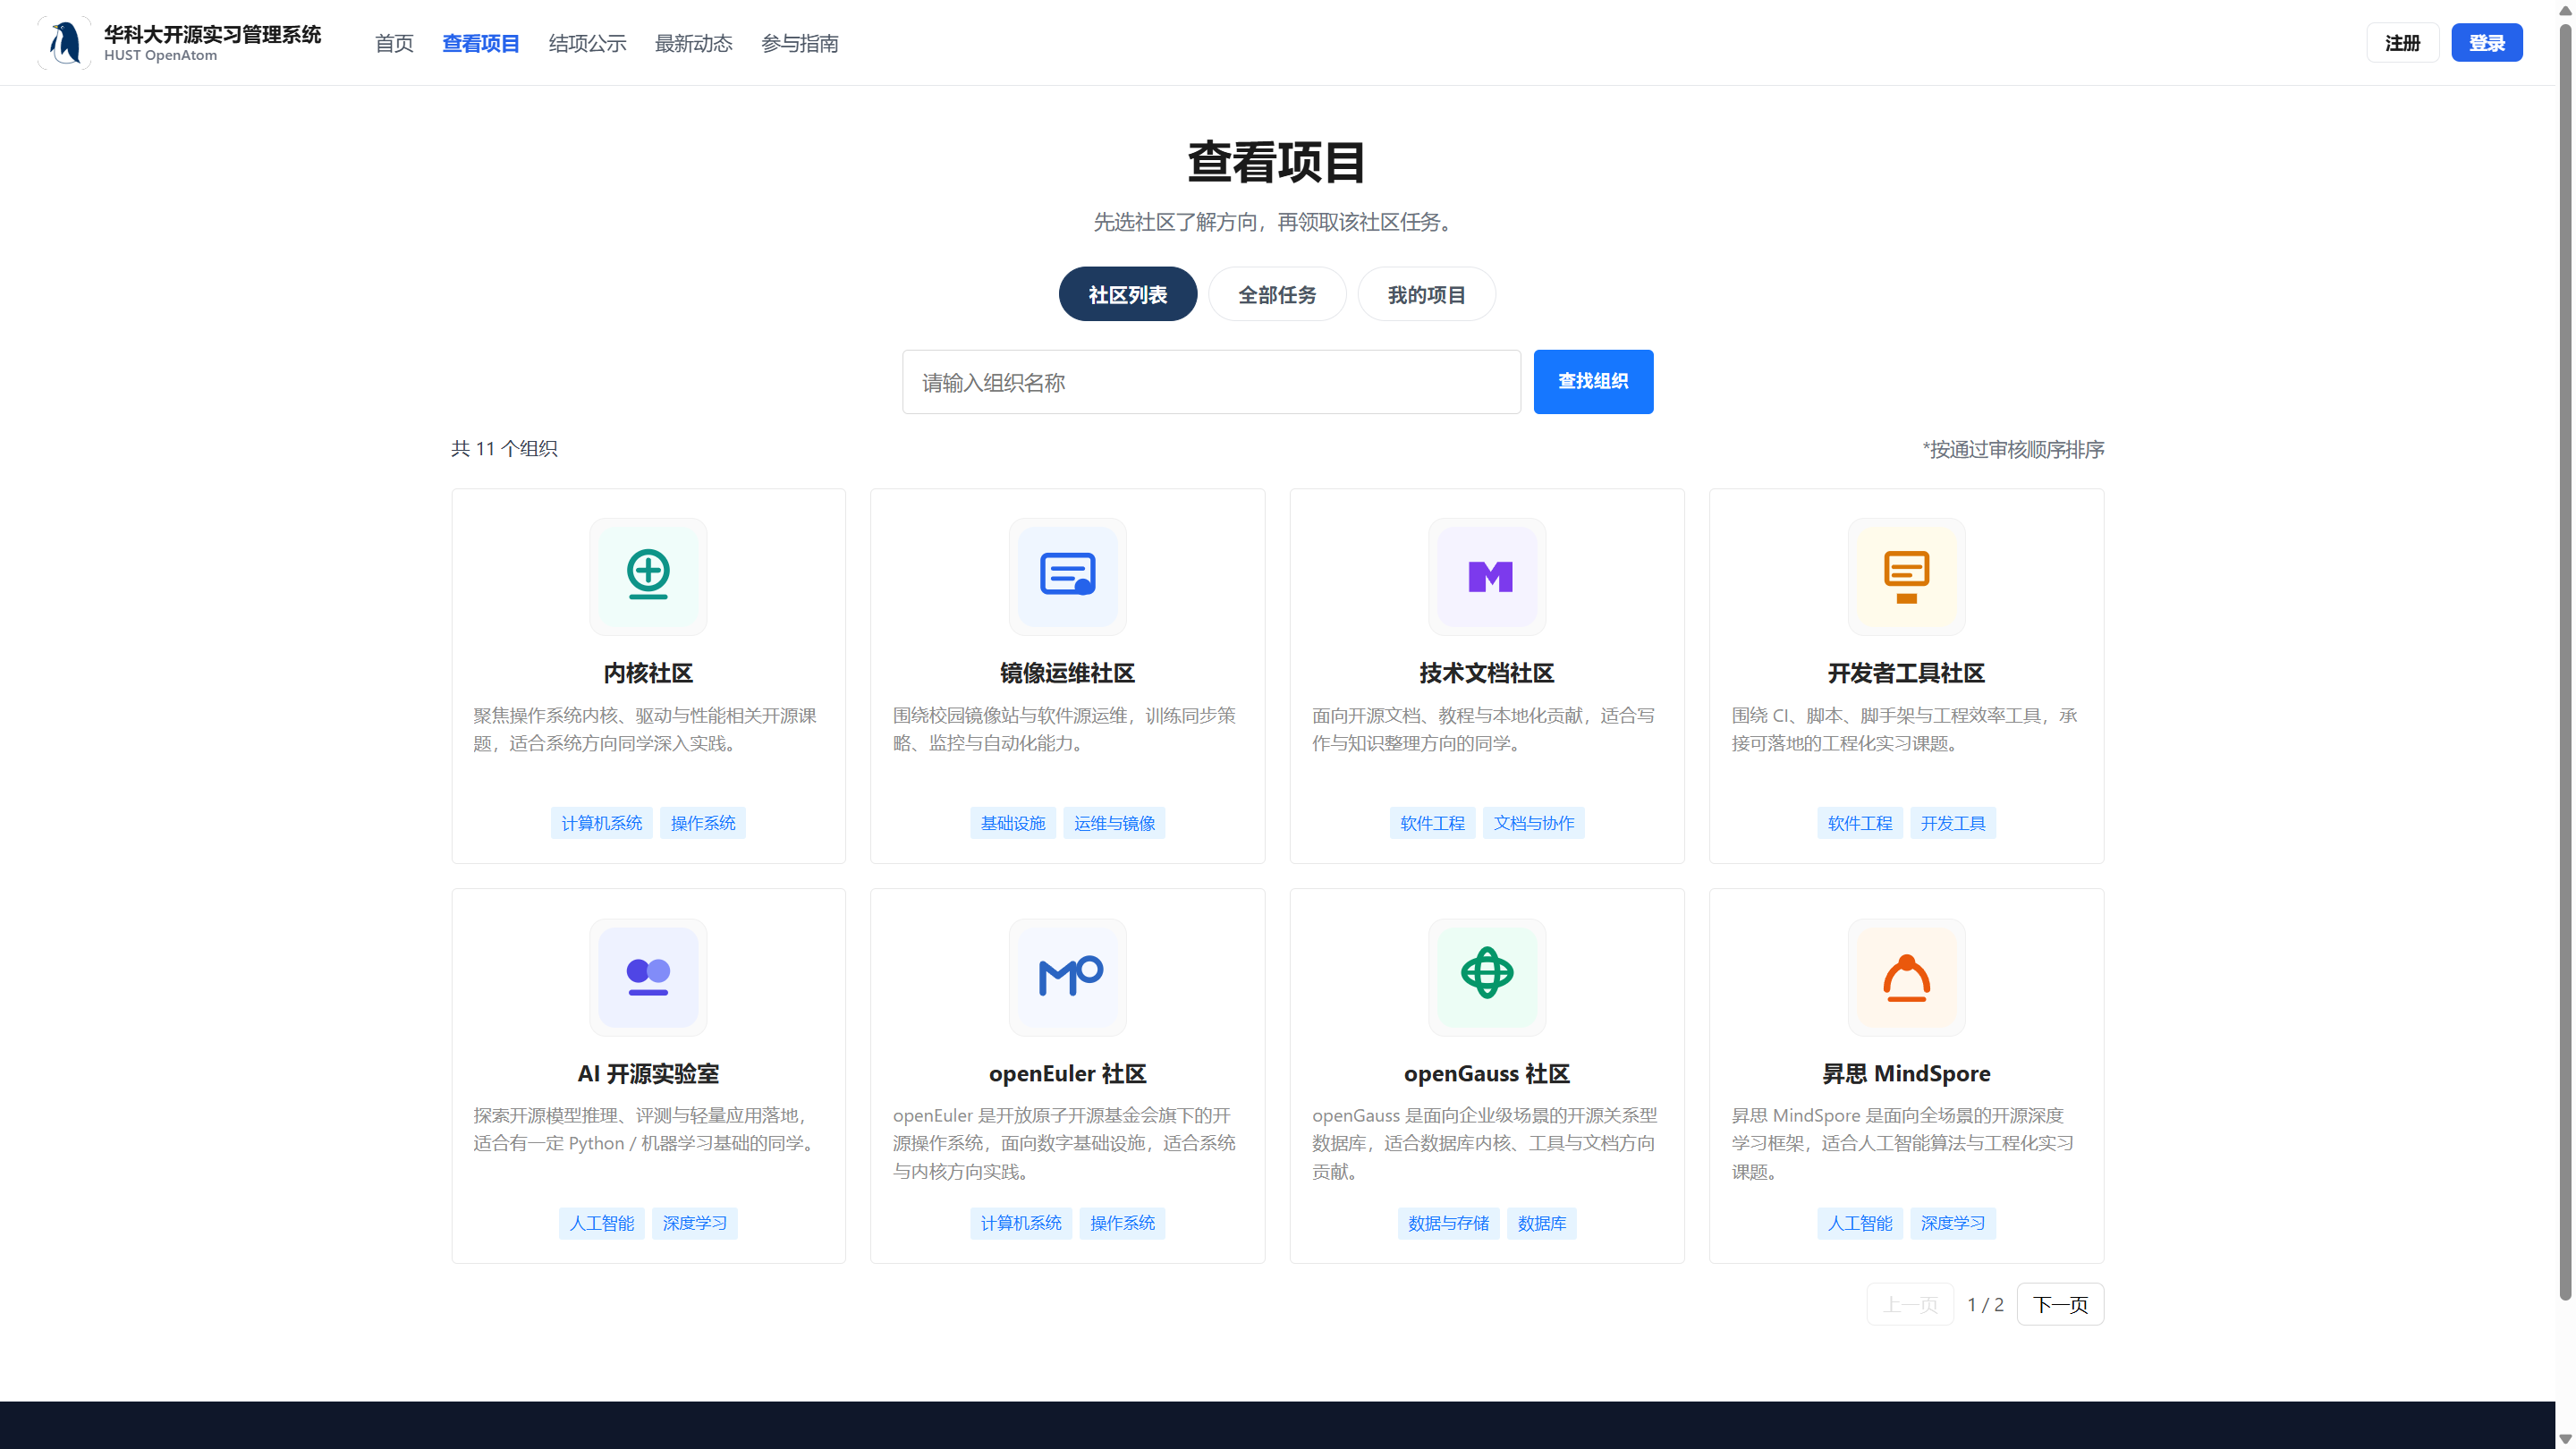 华科大开源实习管理系统
HUST OpenAtom
首页 查看项目 结项公示 最新动态 参与指南
注册 登录
查看项目
先选社区了解方向，再领取该社区任务。
社区列表 全部任务 我的项目
请输入组织名称 查找组织
共 11 个组织 *按通过审核顺序排序
内核社区
聚焦操作系统内核、驱动与性能相关开源课
题，适合系统方向同学深入实践。
计算机系统 操作系统
镜像运维社区
围绕校园镜像站与软件源运维，训练同步策
略、监控与自动化能力。
基础设施 运维与镜像
技术文档社区
面向开源文档、教程与本地化贡献，适合写
作与知识整理方向的同学。
软件工程 文档与协作
开发者工具社区
围绕 CI、脚本、脚手架与工程效率工具，承
接可落地的工程化实习课题。
软件工程 开发工具
AI 开源实验室
探索开源模型推理、评测与轻量应用落地，
适合有一定 Python / 机器学习基础的同学。
人工智能 深度学习
openEuler 社区
openEuler 是开放原子开源基金会旗下的开
源操作系统，面向数字基础设施，适合系统
与内核方向实践。
计算机系统 操作系统
openGauss 社区
openGauss 是面向企业级场景的开源关系型
数据库，适合数据库内核、工具与文档方向
贡献。
数据与存储 数据库
昇思 MindSpore
昇思 MindSpore 是面向全场景的开源深度
学习框架，适合人工智能算法与工程化实习
课题。
人工智能 深度学习
上一页 1 / 2 下一页